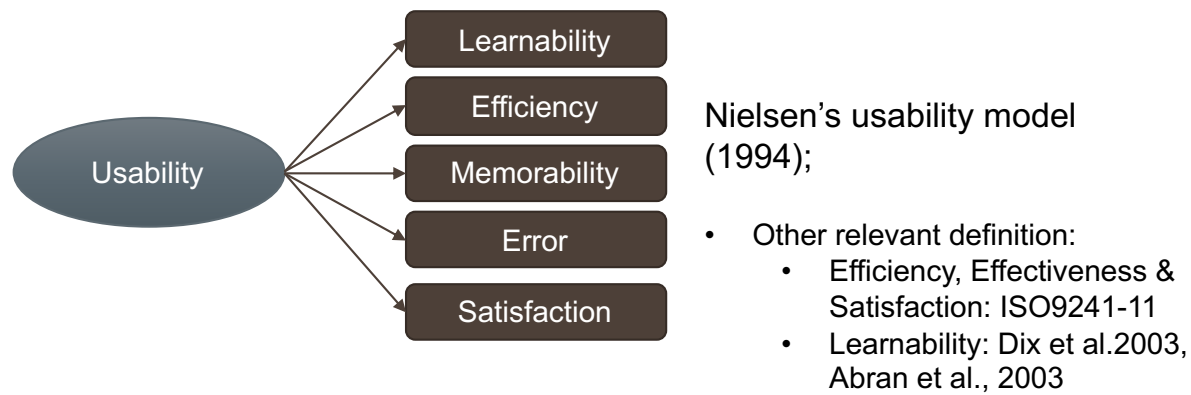 Usability
Learnability
Efficiency
Memorability
Error
Satisfaction
Nielsen’s usability model
(1994);
• Other relevant definition:
• Efficiency, Effectiveness &
Satisfaction: ISO9241-11
• Learnability: Dix et al.2003,
Abran et al., 2003